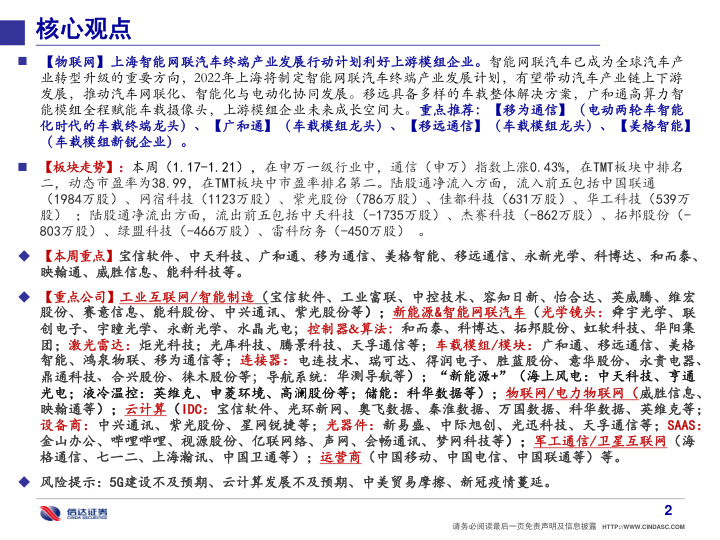 核心观点
【物联网】上海智能网联汽车终端产业发展行动计划利好上游模组企业。智能网联汽车已成为全球汽车产
业转型升级的重要方向，2022年上海将制定智能网联汽车终端产业发展计划，有望带动汽车产业链上下游
发展，推动汽车网联化、智能化与电动化协同发展。移远具备多样的车载整体解决方案，广和通高算力智
能模组全程赋能车载摄像头，上游模组企业未来成长空间大。重点推荐：【移为通信】（电动两轮车智能
化时代的车载终端龙头）、【广和通】（车载模组龙头）、【移远通信】（车载模组龙头）、【美格智能】
（车载模组新锐企业）。
【板块走势】：本周（1.17-1.21），在申万一级行业中，通信（申万）指数上涨0.43%，在TMT板块中排名
二，动态市盈率为38.99，在TMT板块中市盈率排名第二。陆股通净流入方面，流入前五包括中国联通
（1984万股）、网宿科技（1123万股）、紫光股份（786万股）、佳都科技（631万股）、华工科技（539万
股） ；陆股通净流出方面，流出前五包括中天科技（-1735万股）、杰赛科技（-862万股）、拓邦股份（-
803万股）、绿盟科技（-466万股）、雷科防务（-450万股） 。
【本周重点】宝信软件、中天科技、广和通、移为通信、美格智能、移远通信、永新光学、科博达、和而泰、
映翰通、威胜信息、能科科技等。
【重点公司】工业互联网/智能制造（宝信软件、工业富联、中控技术、容知日新、怡合达、英威腾、维宏
股份、赛意信息、能科股份、中兴通讯、紫光股份等）；新能源&智能网联汽车（光学镜头：舜宇光学、联
创电子、宇瞳光学、永新光学、水晶光电；控制器&算法：和而泰、科博达、拓邦股份、虹软科技、华阳集
团；激光雷达：炬光科技；光库科技、腾景科技、天孚通信等；车载模组/模块：广和通、移远通信、美格
智能、鸿泉物联、移为通信等；连接器：电连技术、瑞可达、得润电子、胜蓝股份、意华股份、永贵电器、
鼎通科技、合兴股份、徕木股份等；导航系统：华测导航等）；“新能源+”（海上风电：中天科技、亨通
光电；液冷温控：英维克、申菱环境、高澜股份等；储能：科华数据等）；物联网/电力物联网（威胜信息、
映翰通等）；云计算（IDC：宝信软件、光环新网、奥飞数据、秦淮数据、万国数据、科华数据、英维克等；
设备商：中兴通讯、紫光股份、星网锐捷等；光器件：新易盛、中际旭创、光迅科技、天孚通信等；SAAS：
金山办公、哔哩哔哩、视源股份、亿联网络、声网、会畅通讯、梦网科技等）；军工通信/卫星互联网（海
格通信、七一二、上海瀚讯、中国卫通等）；运营商（中国移动、中国电信、中国联通等）等。
风险提示：5G建设不及预期、云计算发展不及预期、中美贸易摩擦、新冠疫情蔓延。
信达证券
CINDA SECURITIES
2
请务必阅读最后一页免责声明及信息披露 HTTP://WWW.CINDASC.COM